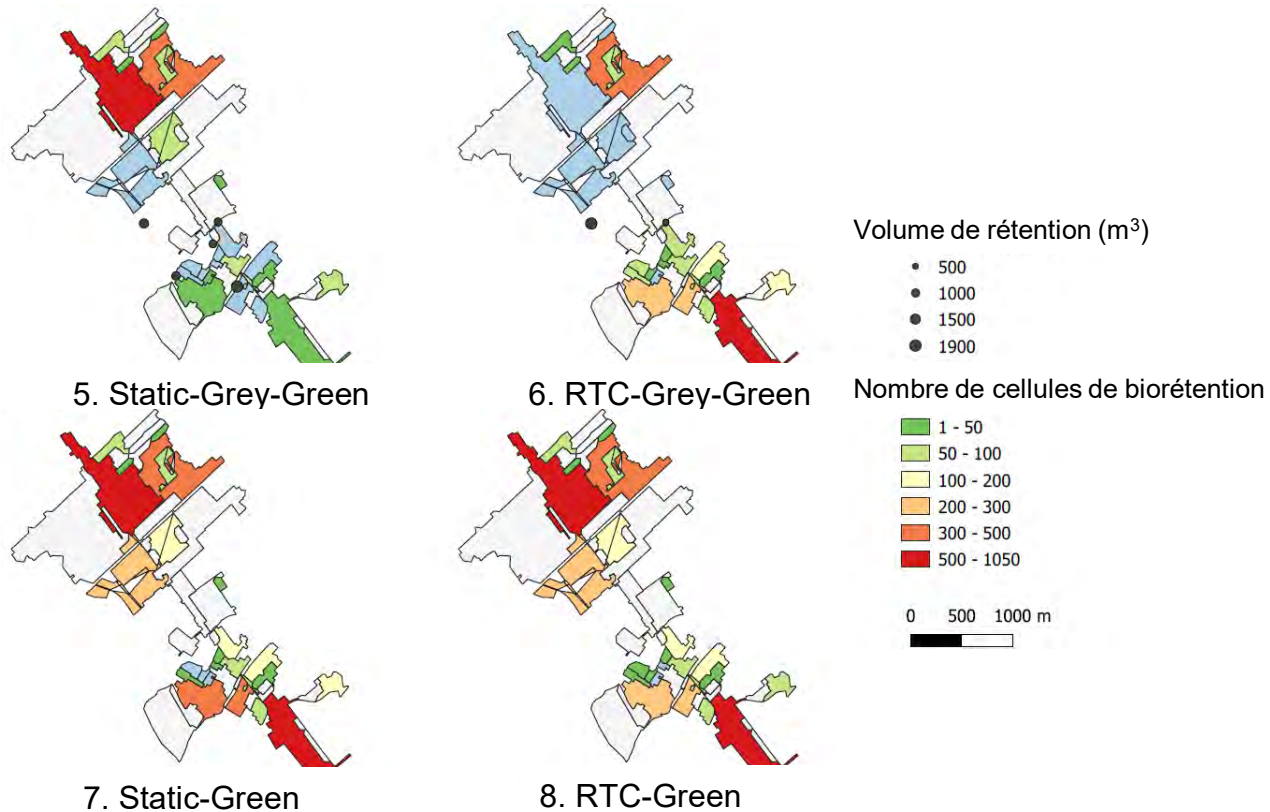 5. Static-Grey-Green
6. RTC-Grey-Green
7. Static-Green
8. RTC-Green
Volume de rétention (m³)
500
1000
1500
1900
Nombre de cellules de biorétention
1 - 50
50 - 100
100 - 200
200 - 300
300 - 500
500 - 1050
0 500 1000 m